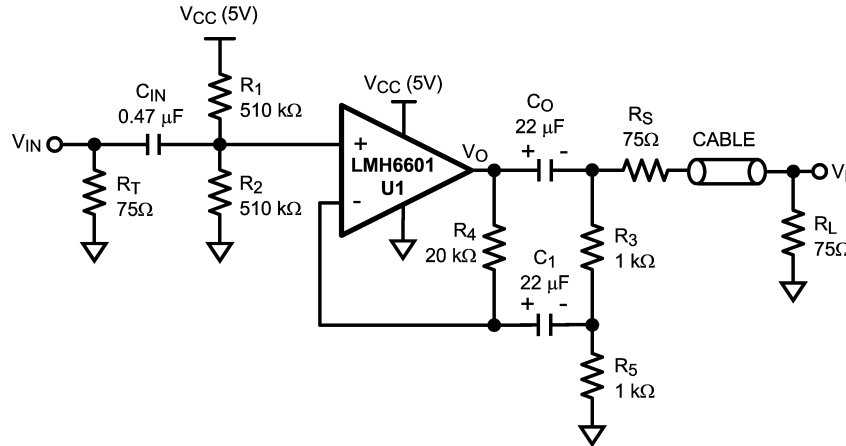 VCC (5V)
CIN
0.47 μF
R1
510 kΩ
VCC (5V)
CO
22 μF
RS
75Ω
CABLE
VIN
+
LMH6601
U1
-
VO
+ -
RT
75Ω
R2
510 kΩ
R4
20 kΩ
C1
22 μF
+ -
R3
1 kΩ
RL
75Ω
R5
1 kΩ